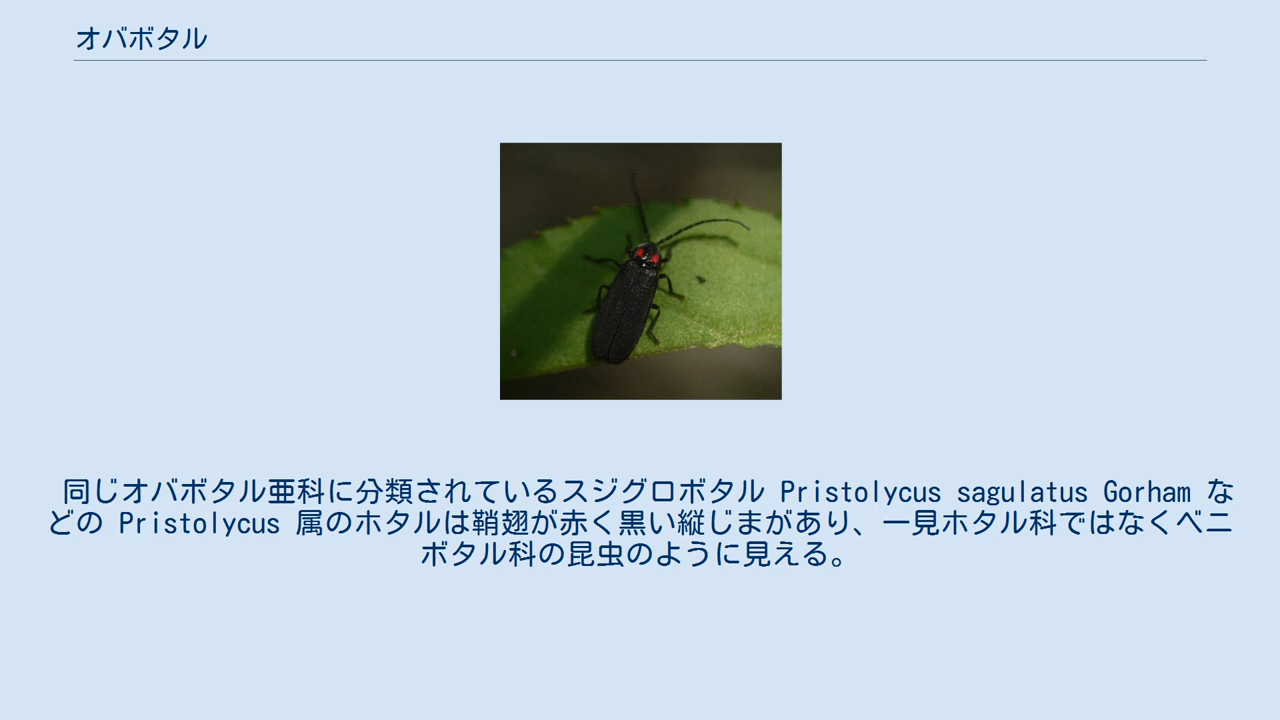 オバボタル
同じオバボタル亜科に分類されているスジグロボタル Pristolycus sagulatus Gorham な
どの Pristolycus 属のホタルは鞘翅が赤く黒い縦じまがあり、一見ホタル科ではなくベニ
ボタル科の昆虫のように見える。